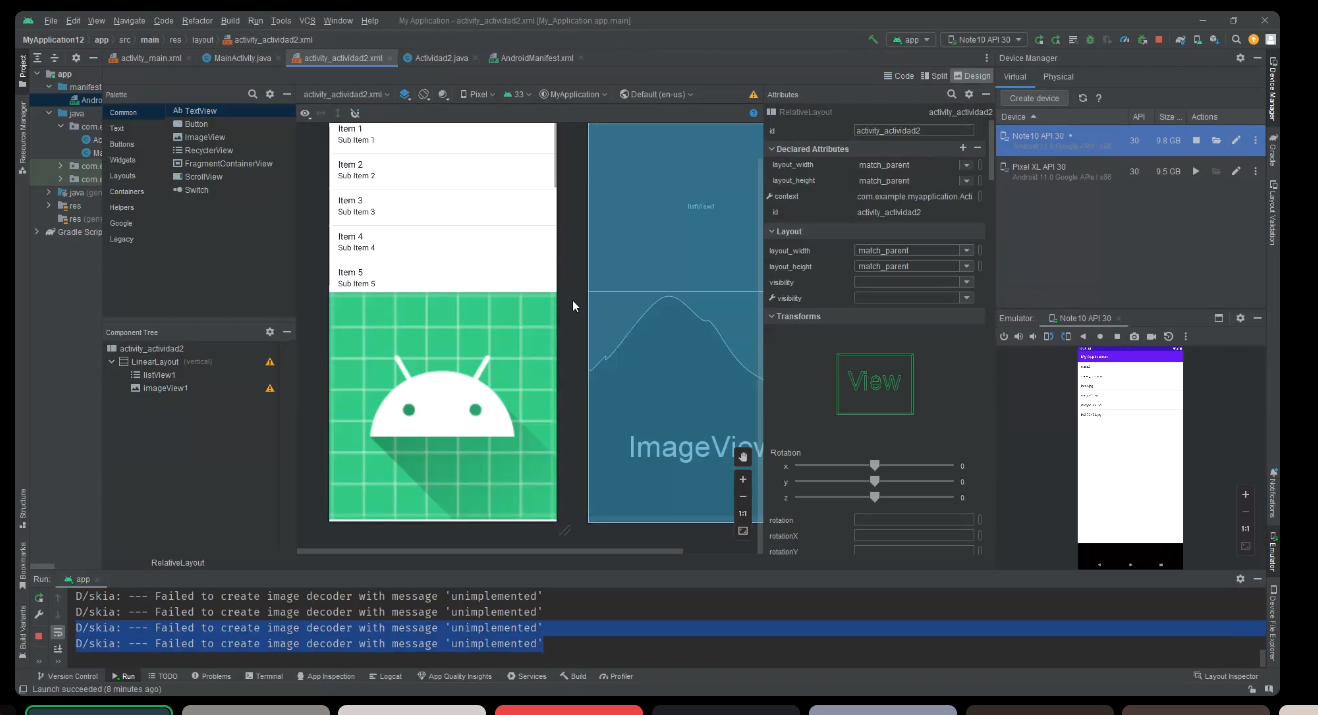 File Edit View Navigate Code Refactor Build Run Tools VCS Window Help My Application - activity_actividad2.xml [My_Application.app.main]
MyApplication12 app src main res layout activity_actividad2.xml
app Note10 API 30
Project
activity_main.xml MainActivity.java activity_actividad2.xml Actividad2.java AndroidManifest.xml
Device Manager
Code Split Design
Virtual Physical
Create device
Device API Size... Actions
Note10 API 30 30 9.8 GB
Android 11.0 Google APIs | x86
Pixel XL API 30 30 9.5 GB
Android 11.0 Google APIs | x86
app
manifest
Andro
java
com.e
Ac
Ma
com.e
com.e
java (gen
res
res (gene
Gradle Scrip
Resource Manager
Palette
Common
Text
Buttons
Widgets
Layouts
Containers
Helpers
Google
Legacy
Ab TextView
Button
ImageView
RecyclerView
FragmentContainerView
ScrollView
Switch
Component Tree
activity_actividad2
LinearLayout (vertical)
listView1
imageView1
RelativeLayout
activity_actividad2.xml Pixel 33 MyApplication Default (en-us)
Item 1
Sub Item 1
Item 2
Sub Item 2
Item 3
Sub Item 3
Item 4
Sub Item 4
Item 5
Sub Item 5
listView1
ImageView
1:1
Attributes
RelativeLayout activity_actividad2
id activity_actividad2
Declared Attributes
layout_width match_parent
layout_height match_parent
context com.example.myapplication.Acti
id activity_actividad2
Layout
layout_width match_parent
layout_height match_parent
visibility
visibility
Transforms
View
Rotation
x 0
y 0
z 0
rotation
rotationX
rotationY
Emulator: Note10 API 30
My Application
1:1
Device Manager
Gradle
Layout Validation
Notifications
Emulator
Device File Explorer
Structure
Bookmarks
Build Variants
Run: app
D/skia: --- Failed to create image decoder with message 'unimplemented'
D/skia: --- Failed to create image decoder with message 'unimplemented'
D/skia: --- Failed to create image decoder with message 'unimplemented'
D/skia: --- Failed to create image decoder with message 'unimplemented'
Version Control Run TODO Problems Terminal App Inspection Logcat App Quality Insights Services Build Profiler Layout Inspector
Launch succeeded (8 minutes ago)